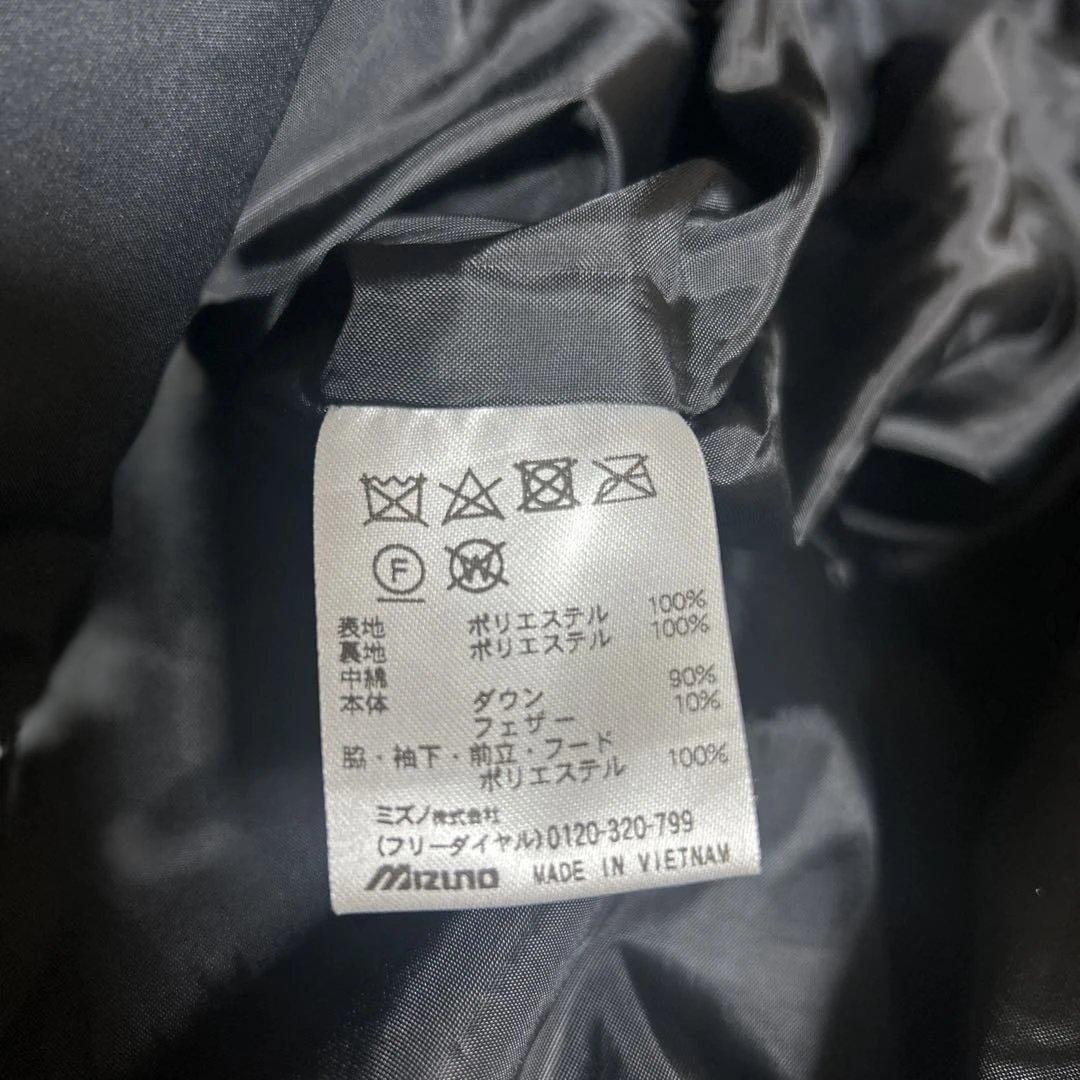 F W
表地 ポリエステル 100%
裏地 ポリエステル 100%
中綿
本体 ダウン 90%
フェザー 10%
脇・袖下・前立・フード
ポリエステル 100%
ミズノ株式会社
(フリーダイヤル)0120-320-799
MIZUNO MADE IN VIETNAM